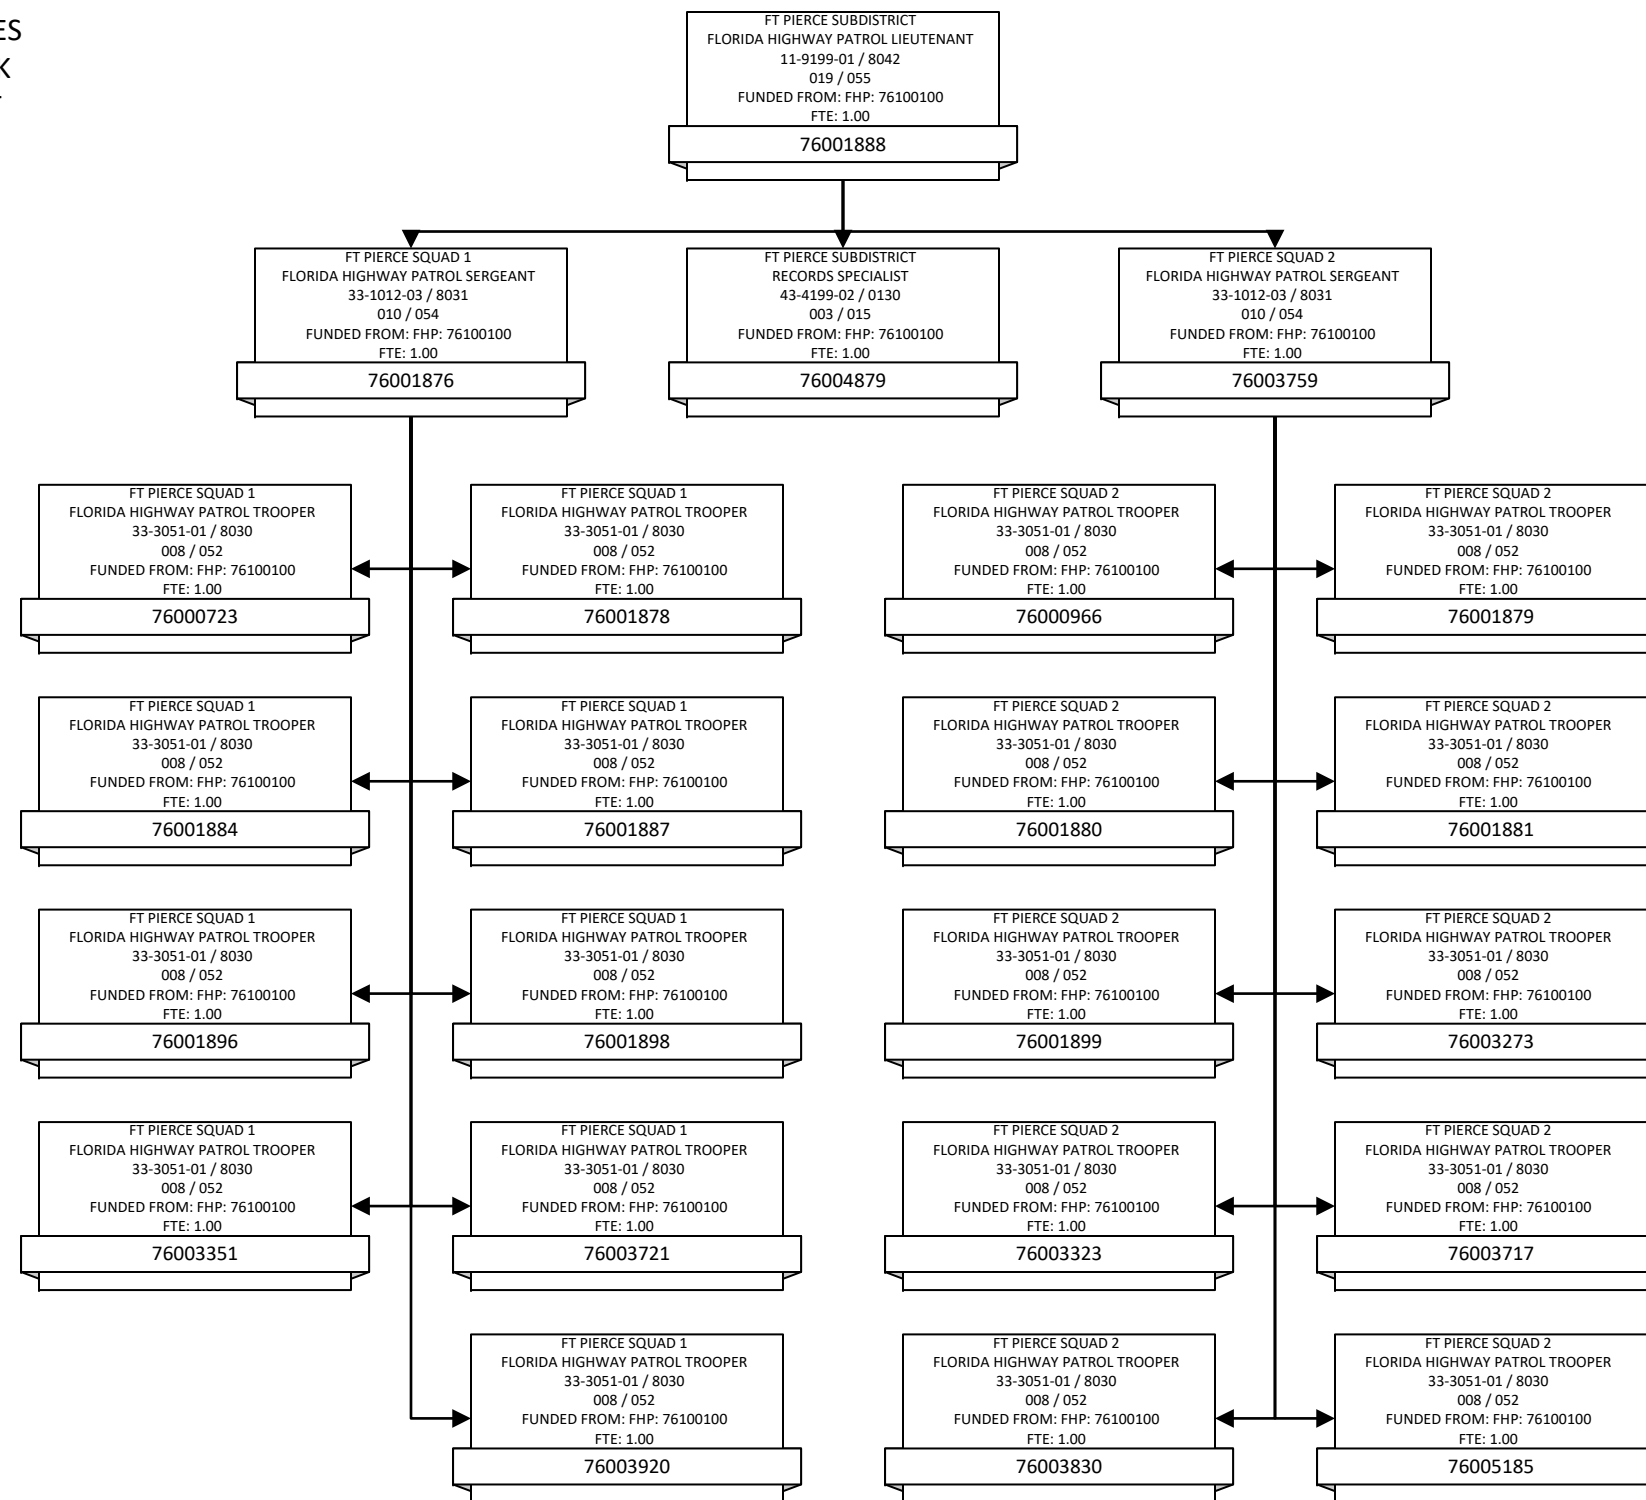 ES
K
FT PIERCE SUBDISTRICT
FLORIDA HIGHWAY PATROL LIEUTENANT
11-9199-01 / 8042
019 / 055
FUNDED FROM: FHP: 76100100
FTE: 1.00
76001888
FT PIERCE SQUAD 1
FLORIDA HIGHWAY PATROL SERGEANT
33-1012-03 / 8031
010 / 054
FUNDED FROM: FHP: 76100100
FTE: 1.00
76001876
FT PIERCE SUBDISTRICT
RECORDS SPECIALIST
43-4199-02 / 0130
003 / 015
FUNDED FROM: FHP: 76100100
FTE: 1.00
76004879
FT PIERCE SQUAD 2
FLORIDA HIGHWAY PATROL SERGEANT
33-1012-03 / 8031
010 / 054
FUNDED FROM: FHP: 76100100
FTE: 1.00
76003759
FT PIERCE SQUAD 1
FLORIDA HIGHWAY PATROL TROOPER
33-3051-01 / 8030
008 / 052
FUNDED FROM: FHP: 76100100
FTE: 1.00
76000723
FT PIERCE SQUAD 1
FLORIDA HIGHWAY PATROL TROOPER
33-3051-01 / 8030
008 / 052
FUNDED FROM: FHP: 76100100
FTE: 1.00
76001878
FT PIERCE SQUAD 2
FLORIDA HIGHWAY PATROL TROOPER
33-3051-01 / 8030
008 / 052
FUNDED FROM: FHP: 76100100
FTE: 1.00
76000966
FT PIERCE SQUAD 2
FLORIDA HIGHWAY PATROL TROOPER
33-3051-01 / 8030
008 / 052
FUNDED FROM: FHP: 76100100
FTE: 1.00
76001879
FT PIERCE SQUAD 1
FLORIDA HIGHWAY PATROL TROOPER
33-3051-01 / 8030
008 / 052
FUNDED FROM: FHP: 76100100
FTE: 1.00
76001884
FT PIERCE SQUAD 1
FLORIDA HIGHWAY PATROL TROOPER
33-3051-01 / 8030
008 / 052
FUNDED FROM: FHP: 76100100
FTE: 1.00
76001887
FT PIERCE SQUAD 2
FLORIDA HIGHWAY PATROL TROOPER
33-3051-01 / 8030
008 / 052
FUNDED FROM: FHP: 76100100
FTE: 1.00
76001880
FT PIERCE SQUAD 2
FLORIDA HIGHWAY PATROL TROOPER
33-3051-01 / 8030
008 / 052
FUNDED FROM: FHP: 76100100
FTE: 1.00
76001881
FT PIERCE SQUAD 1
FLORIDA HIGHWAY PATROL TROOPER
33-3051-01 / 8030
008 / 052
FUNDED FROM: FHP: 76100100
FTE: 1.00
76001896
FT PIERCE SQUAD 1
FLORIDA HIGHWAY PATROL TROOPER
33-3051-01 / 8030
008 / 052
FUNDED FROM: FHP: 76100100
FTE: 1.00
76001898
FT PIERCE SQUAD 2
FLORIDA HIGHWAY PATROL TROOPER
33-3051-01 / 8030
008 / 052
FUNDED FROM: FHP: 76100100
FTE: 1.00
76001899
FT PIERCE SQUAD 2
FLORIDA HIGHWAY PATROL TROOPER
33-3051-01 / 8030
008 / 052
FUNDED FROM: FHP: 76100100
FTE: 1.00
76003273
FT PIERCE SQUAD 1
FLORIDA HIGHWAY PATROL TROOPER
33-3051-01 / 8030
008 / 052
FUNDED FROM: FHP: 76100100
FTE: 1.00
76003351
FT PIERCE SQUAD 1
FLORIDA HIGHWAY PATROL TROOPER
33-3051-01 / 8030
008 / 052
FUNDED FROM: FHP: 76100100
FTE: 1.00
76003721
FT PIERCE SQUAD 2
FLORIDA HIGHWAY PATROL TROOPER
33-3051-01 / 8030
008 / 052
FUNDED FROM: FHP: 76100100
FTE: 1.00
76003323
FT PIERCE SQUAD 2
FLORIDA HIGHWAY PATROL TROOPER
33-3051-01 / 8030
008 / 052
FUNDED FROM: FHP: 76100100
FTE: 1.00
76003717
FT PIERCE SQUAD 1
FLORIDA HIGHWAY PATROL TROOPER
33-3051-01 / 8030
008 / 052
FUNDED FROM: FHP: 76100100
FTE: 1.00
76003920
FT PIERCE SQUAD 2
FLORIDA HIGHWAY PATROL TROOPER
33-3051-01 / 8030
008 / 052
FUNDED FROM: FHP: 76100100
FTE: 1.00
76003830
FT PIERCE SQUAD 2
FLORIDA HIGHWAY PATROL TROOPER
33-3051-01 / 8030
008 / 052
FUNDED FROM: FHP: 76100100
FTE: 1.00
76005185